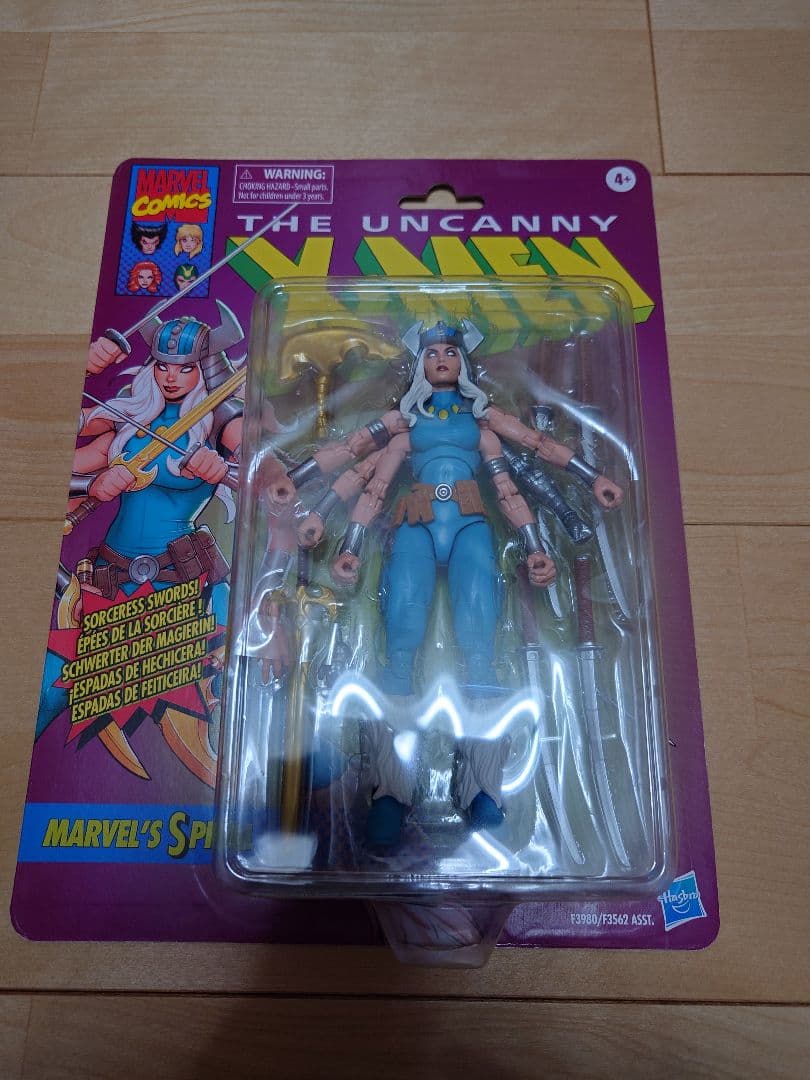 MARVEL
COMICS
⚠ WARNING:
CHOKING HAZARD - Small parts.
Not for children under 3 years.
4+
THE UNCANNY
X-MEN
SORCERESS SWORDS!
ÉPÉES DE LA SORCIÈRE !
SCHWERTER DER MAGIERIN!
¡ESPADAS DE HECHICERA!
ESPADAS DE FEITICEIRA!
MARVEL'S
Hasbro
F3980/F3562 ASST.